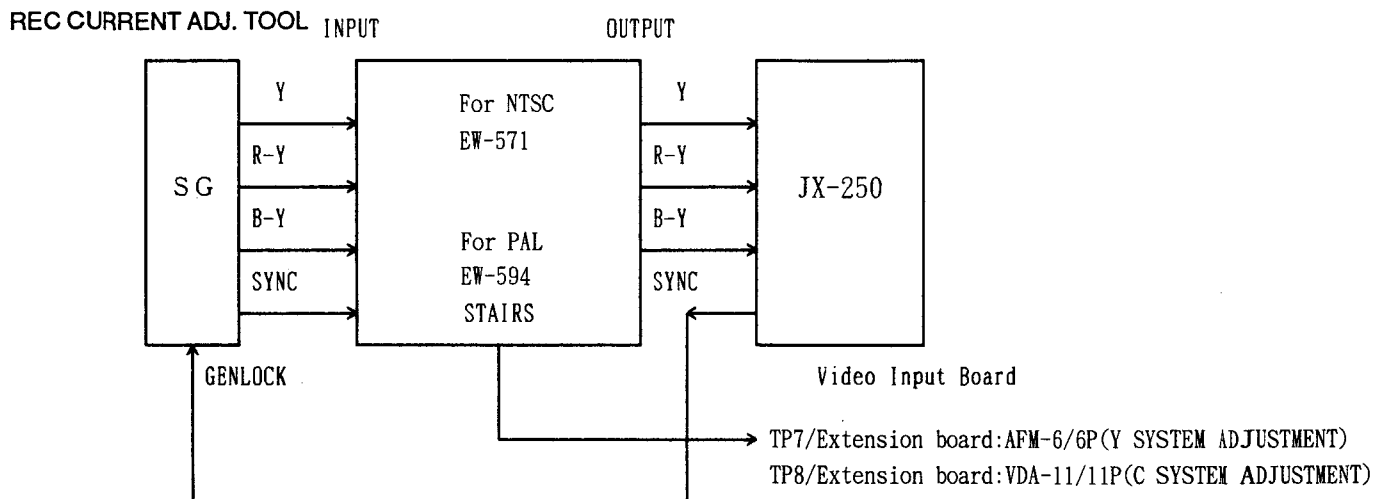 REC CURRENT ADJ. TOOL
INPUT
OUTPUT
SG
Y
R-Y
B-Y
SYNC
For NTSC
EW-571
For PAL
EW-594
STAIRS
Y
R-Y
B-Y
SYNC
JX-250
GENLOCK
Video Input Board
TP7/Extension board:AFM-6/6P(Y SYSTEM ADJUSTMENT)
TP8/Extension board:VDA-11/11P(C SYSTEM ADJUSTMENT)